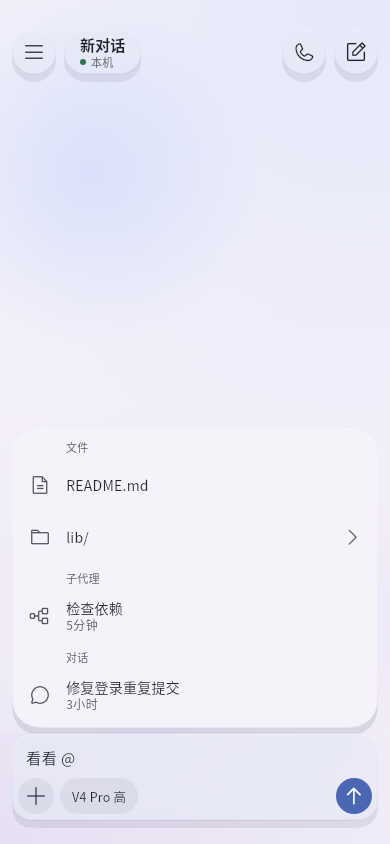 新对话
本机
文件
README.md
lib/
子代理
检查依赖
5分钟
对话
修复登录重复提交
3小时
看看 @
V4 Pro 高